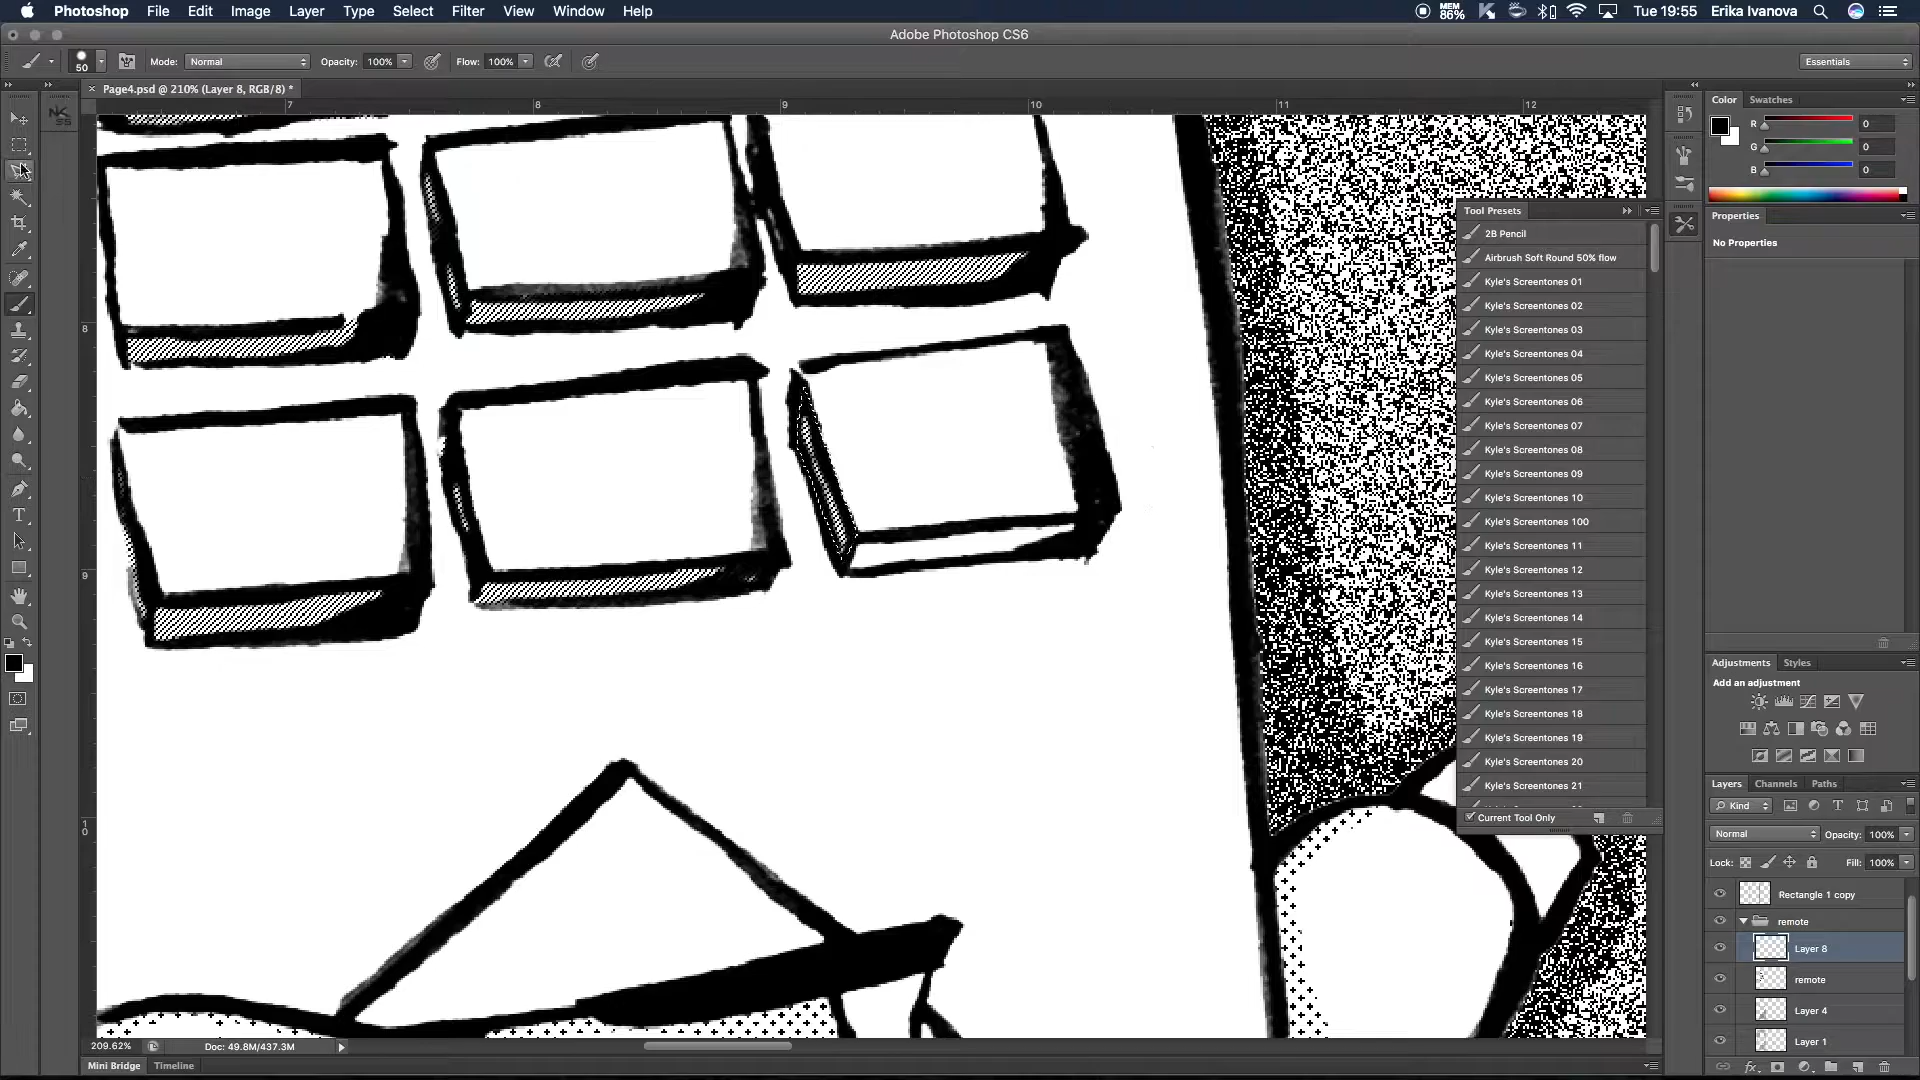 Photoshop File Edit Image Layer Type Select Filter View Window Help
MEM 86% Tue 19:55 Erika Ivanova
Adobe Photoshop CS6
50 Mode: Normal Opacity: 100% Flow: 100% Essentials
Page4.psd @ 210% (Layer 8, RGB/8) *
7 8 9 10 11 12
8
9
1
0
Color Swatches
R 0
G 0
B 0
Properties
No Properties
Tool Presets
2B Pencil
Airbrush Soft Round 50% flow
Kyle's Screentones 01
Kyle's Screentones 02
Kyle's Screentones 03
Kyle's Screentones 04
Kyle's Screentones 05
Kyle's Screentones 06
Kyle's Screentones 07
Kyle's Screentones 08
Kyle's Screentones 09
Kyle's Screentones 10
Kyle's Screentones 100
Kyle's Screentones 11
Kyle's Screentones 12
Kyle's Screentones 13
Kyle's Screentones 14
Kyle's Screentones 15
Kyle's Screentones 16
Kyle's Screentones 17
Kyle's Screentones 18
Kyle's Screentones 19
Kyle's Screentones 20
Kyle's Screentones 21
Current Tool Only
Adjustments Styles
Add an adjustment
Layers Channels Paths
Kind
Normal Opacity: 100%
Lock: Fill: 100%
Rectangle 1 copy
remote
Layer 8
remote
Layer 4
Layer 1
209.62% Doc: 49.8M/437.3M
Mini Bridge Timeline